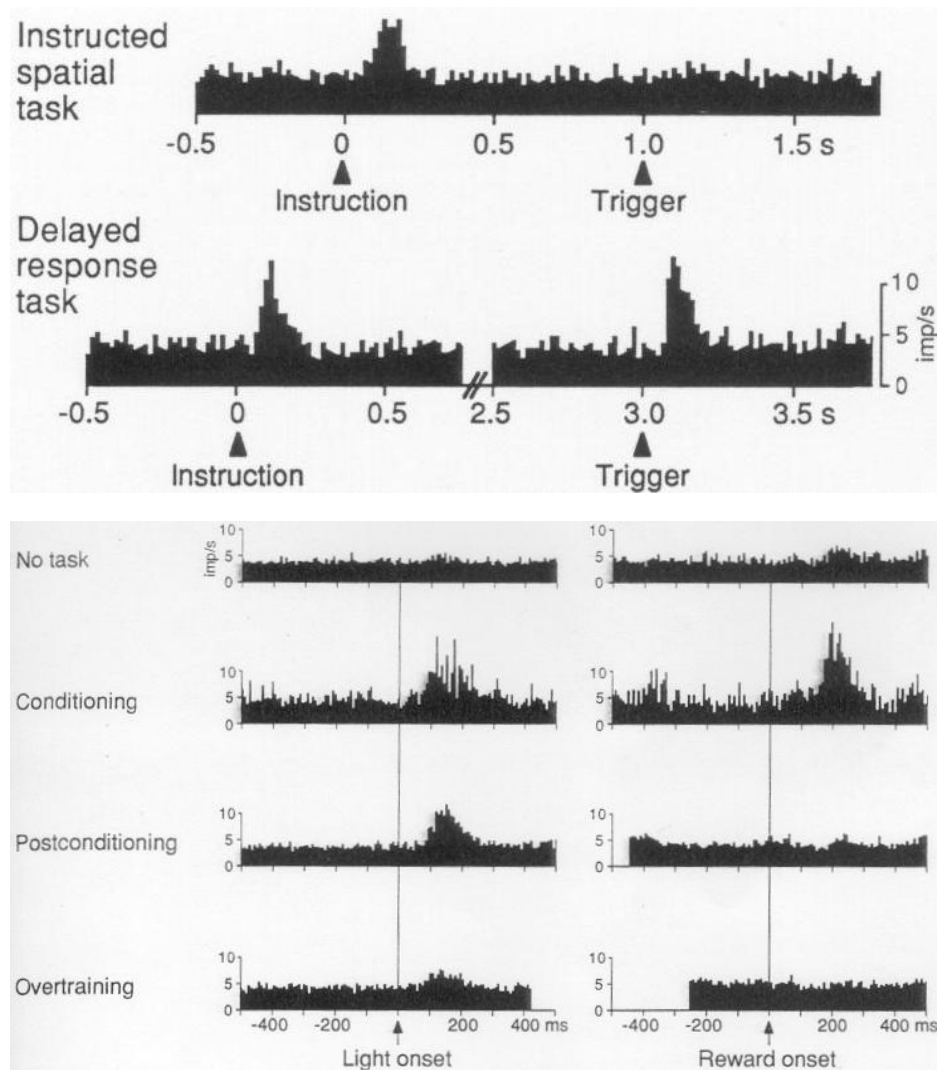 Instructed
spatial
task
-0.5 0 0.5 1.0 1.5 s
Instruction Trigger
Delayed
response
task
10
5
0
imp/s
-0.5 0 0.5 2.5 3.0 3.5 s
Instruction Trigger
No task
10
5
0
imp/s
10
5
0
Conditioning
10
5
0
10
5
0
Postconditioning
10
5
0
10
5
0
Overtraining
10
5
0
10
5
0
-400 -200 200 400 ms -400 -200 200 400 ms
Light onset Reward onset